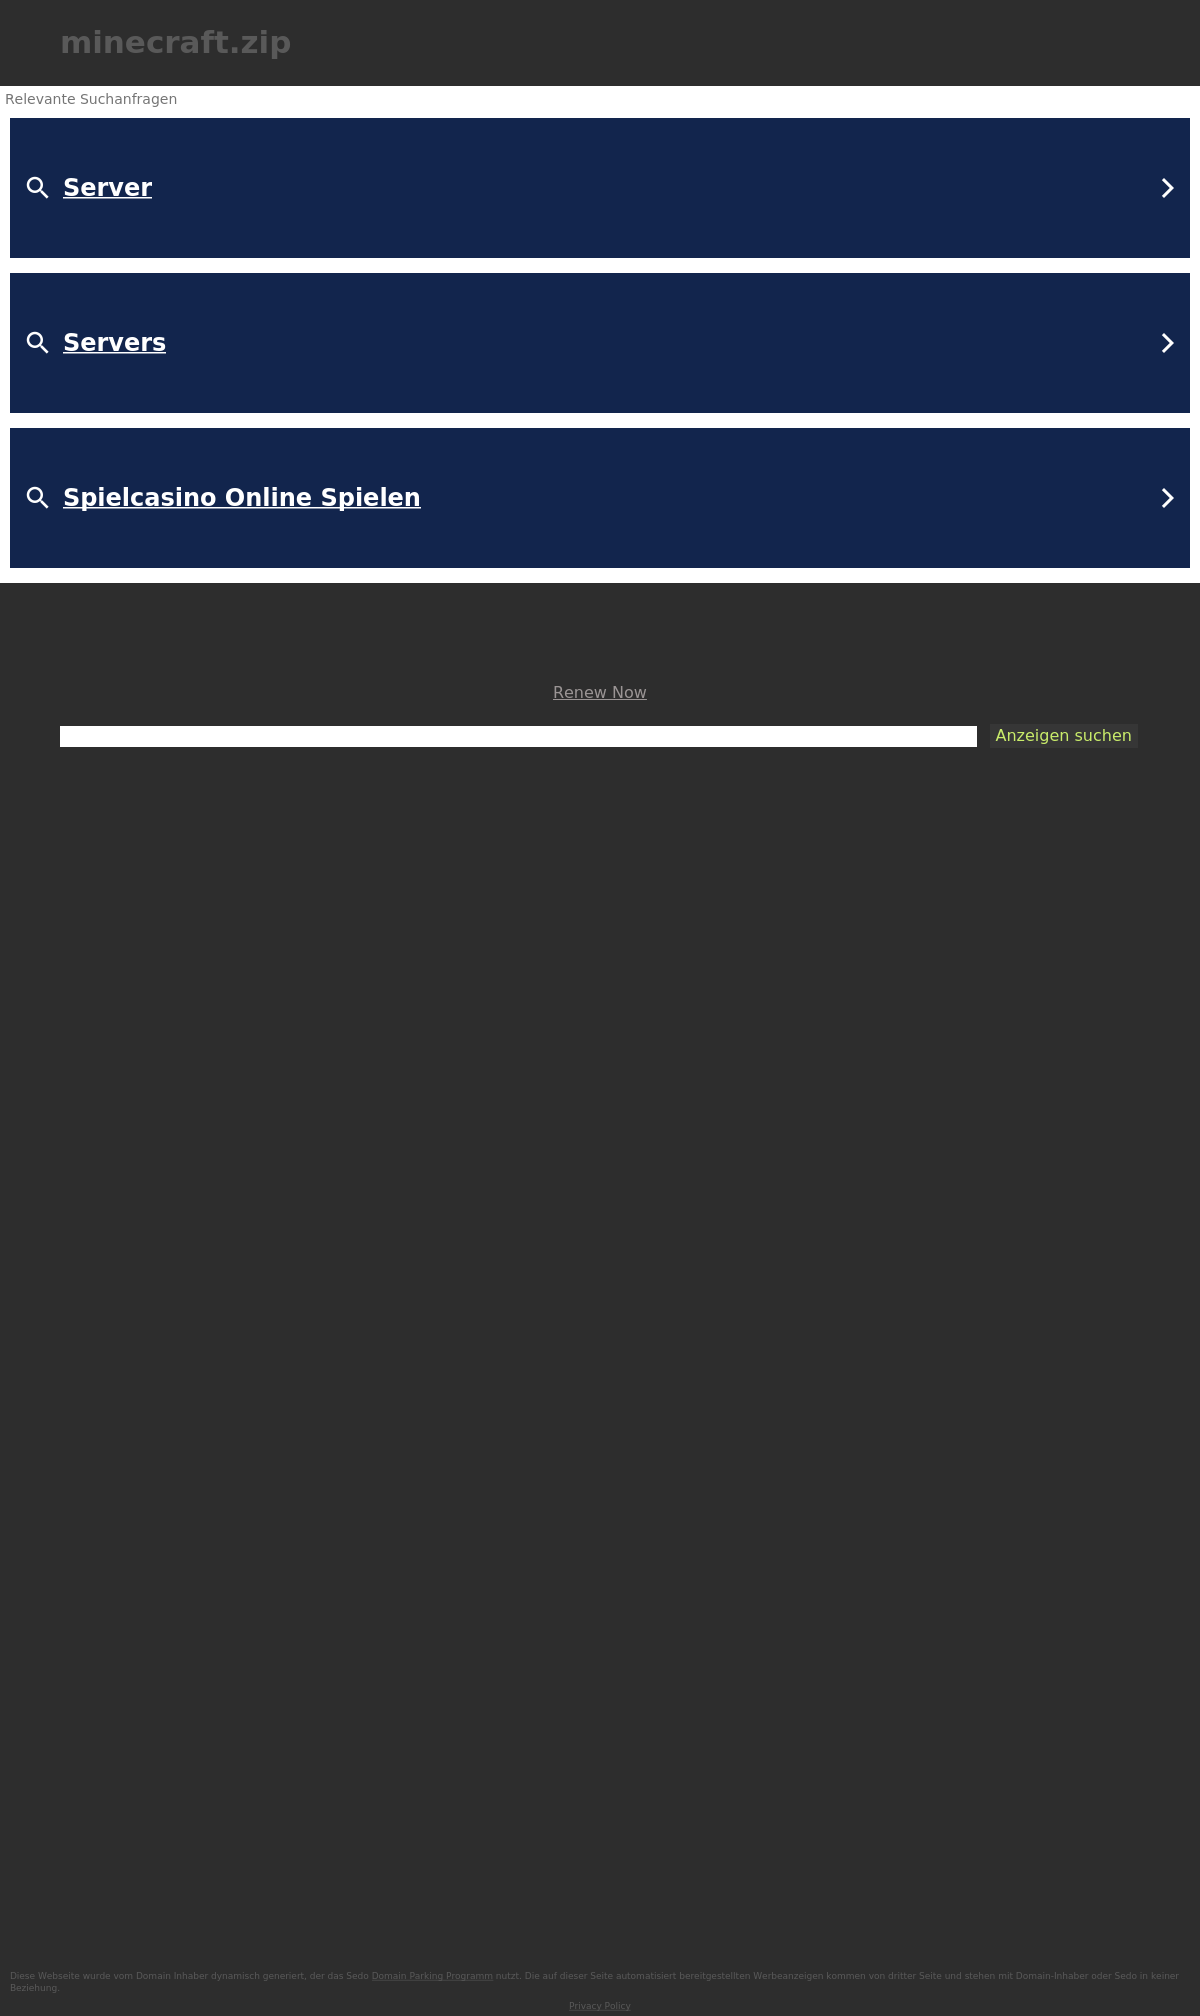 minecraft.zip
Relevante Suchanfragen
Server
Servers
Spielcasino Online Spielen
Renew Now
Anzeigen suchen
Diese Webseite wurde vom Domain Inhaber dynamisch generiert, der das Sedo Domain Parking Programm nutzt. Die auf dieser Seite automatisiert bereitgestellten Werbeanzeigen kommen von dritter Seite und stehen mit Domain-Inhaber oder Sedo in keiner
Beziehung.
Privacy Policy